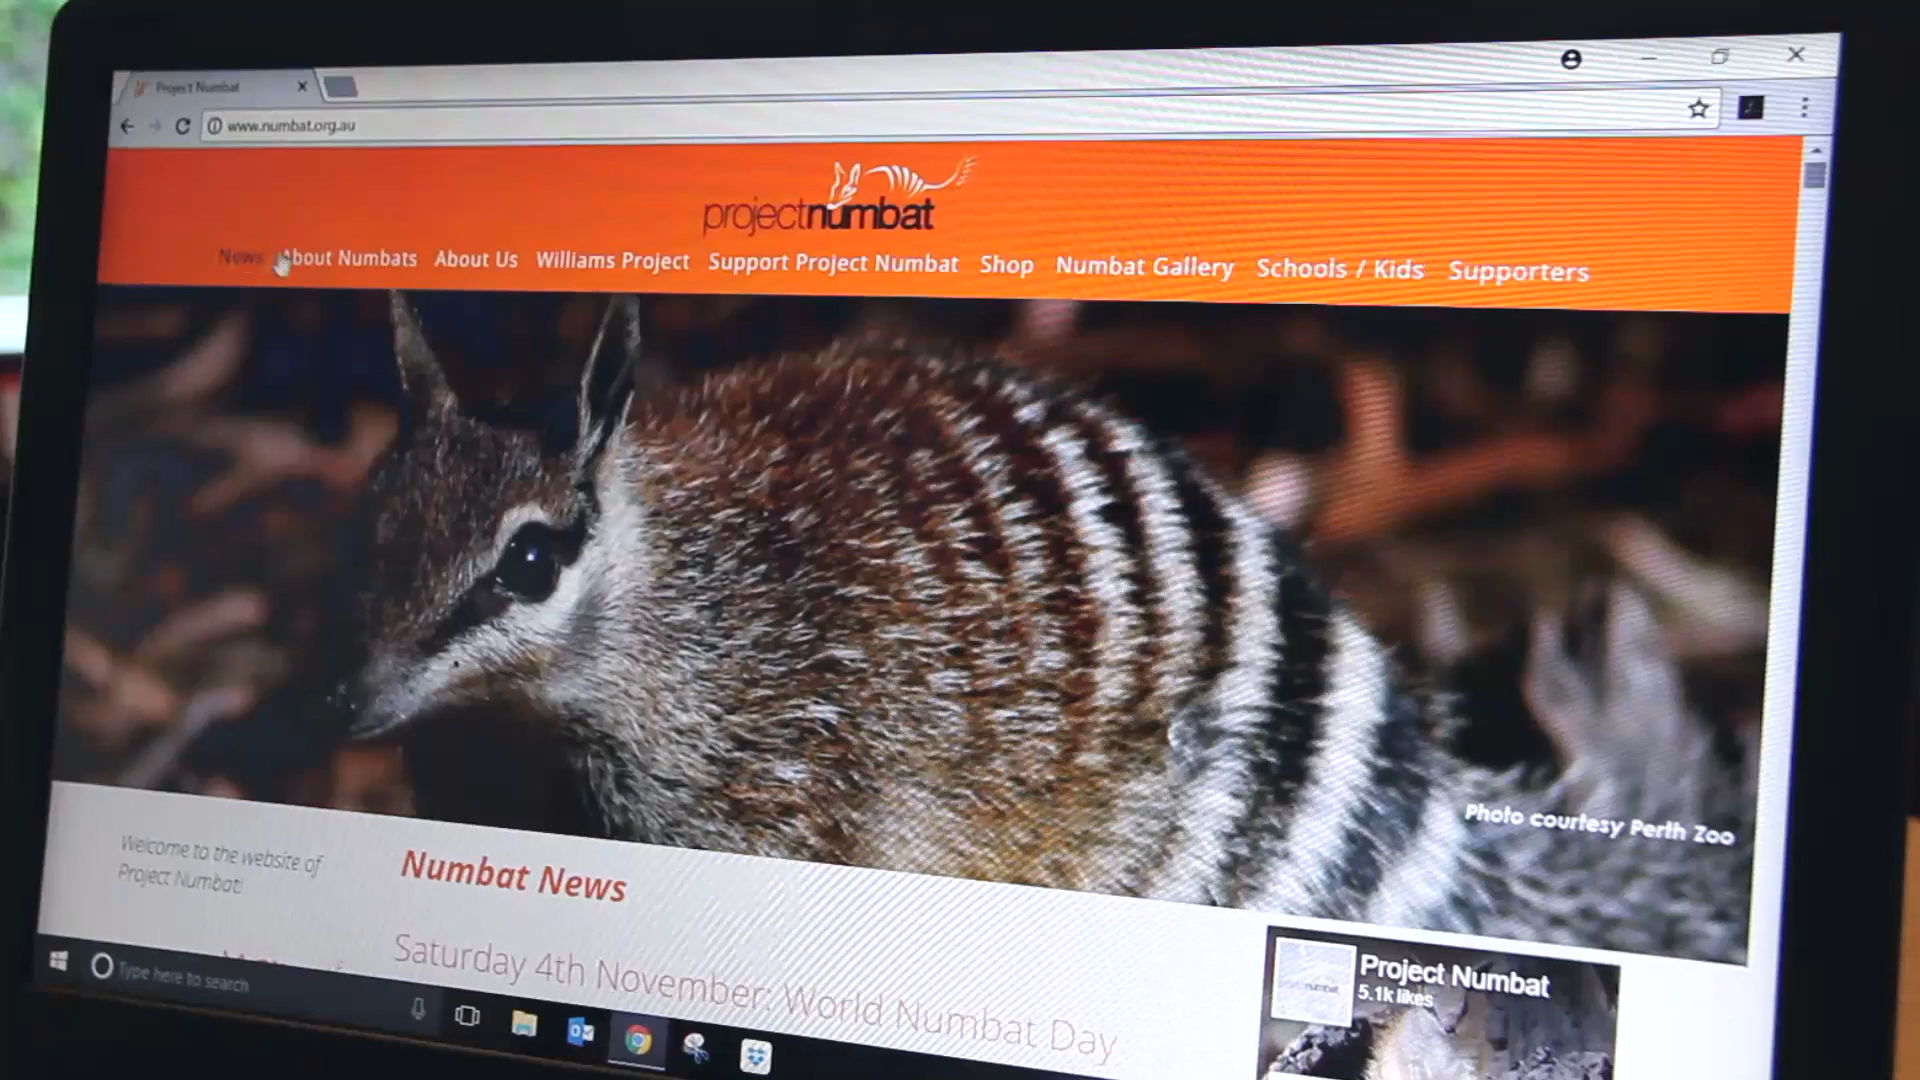 Project Numbat
www.numbat.org.au
projectnumbat
News About Numbats About Us Williams Project Support Project Numbat Shop Numbat Gallery Schools / Kids Supporters
Photo courtesy Perth Zoo
Welcome to the website of
Project Numbat!
Numbat News
Saturday 4th November: World Numbat Day
Project Numbat
5.1k likes
Type here to search